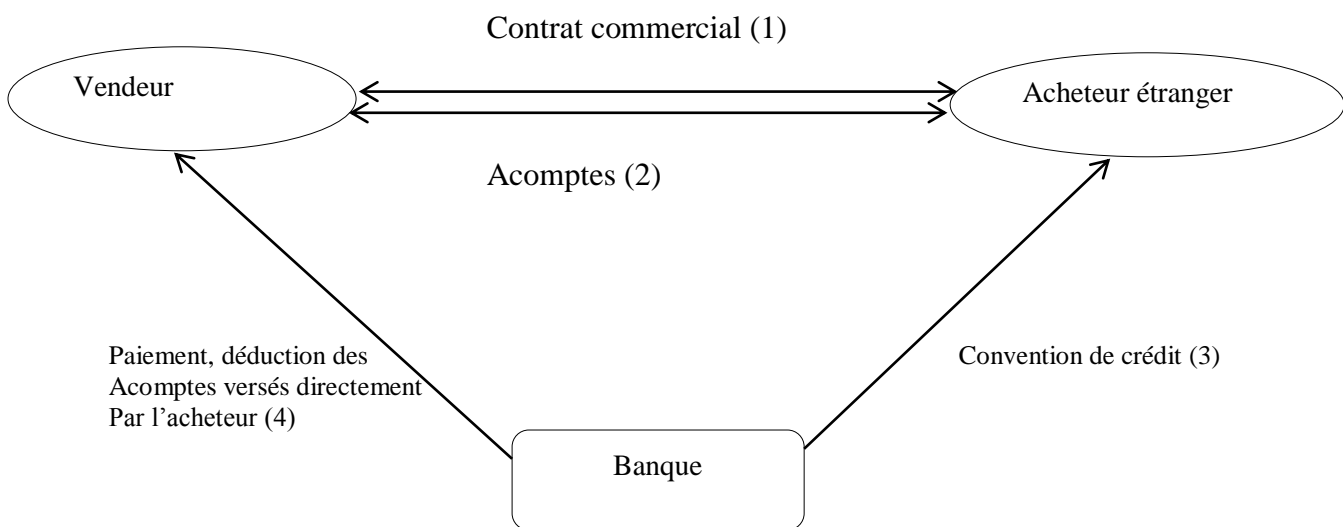 Contrat commercial (1)
Vendeur
Acheteur étranger
Acomptes (2)
Paiement, déduction des
Acomptes versés directement
Par l’acheteur (4)
Convention de crédit (3)
Banque